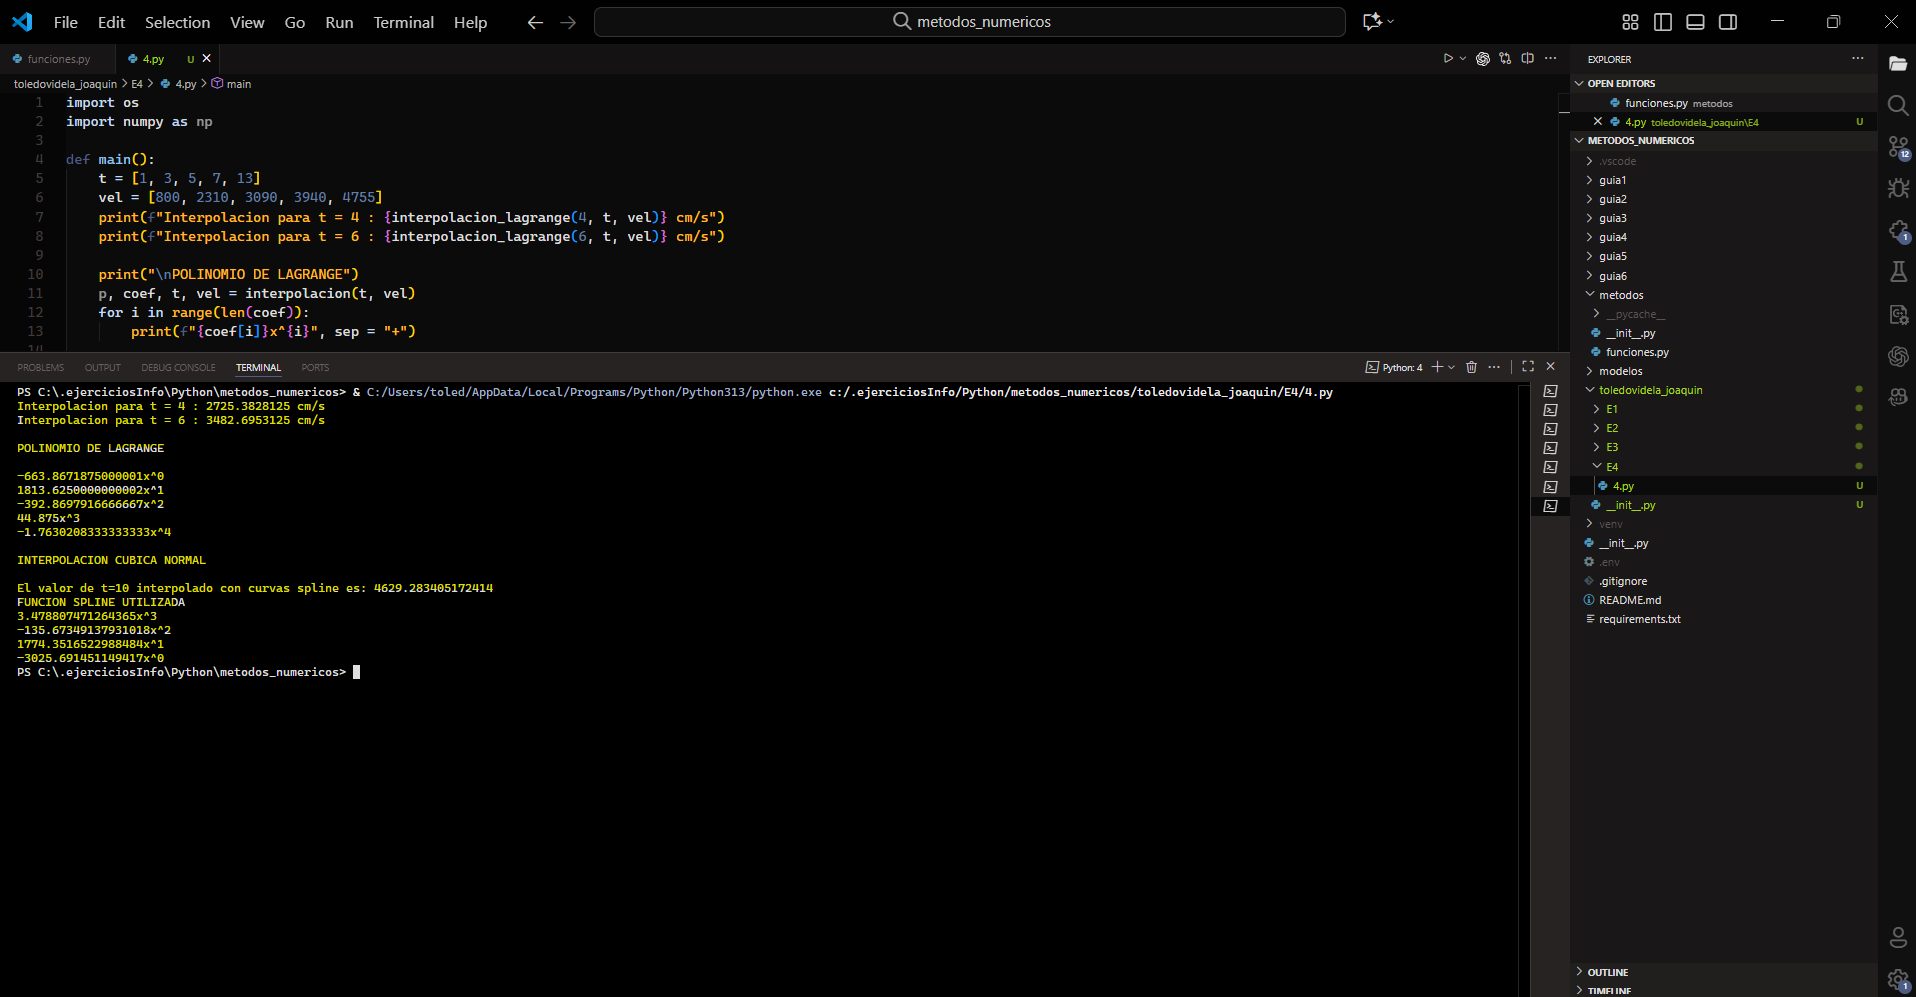 File Edit Selection View Go Run Terminal Help
metodos_numericos
funciones.py
4.py U
toledovidela_joaquin > E4 > 4.py > main
1 import os
2 import numpy as np
3
4 def main():
5 t = [1, 3, 5, 7, 13]
6 vel = [800, 2310, 3090, 3940, 4755]
7 print(f"Interpolacion para t = 4 : {interpolacion_lagrange(4, t, vel)} cm/s")
8 print(f"Interpolacion para t = 6 : {interpolacion_lagrange(6, t, vel)} cm/s")
9
10 print("\nPOLINOMIO DE LAGRANGE")
11 p, coef, t, vel = interpolacion(t, vel)
12 for i in range(len(coef)):
13 print(f"{coef[i]}x^{i}", sep = "+")
14
PROBLEMS OUTPUT DEBUG CONSOLE TERMINAL PORTS
Python: 4
PS C:\.ejerciciosInfo\Python\metodos_numericos> & C:/Users/toled/AppData/Local/Programs/Python/Python313/python.exe c:/.ejerciciosInfo/Python/metodos_numericos/toledovidela_joaquin/E4/4.py
Interpolacion para t = 4 : 2725.3828125 cm/s
Interpolacion para t = 6 : 3482.6953125 cm/s
POLINOMIO DE LAGRANGE
-663.8671875000001x^0
1813.6250000000002x^1
-392.8697916666667x^2
44.875x^3
-1.7630208333333333x^4
INTERPOLACION CUBICA NORMAL
El valor de t=10 interpolado con curvas spline es: 4629.283405172414
FUNCION SPLINE UTILIZADA
3.478807471264365x^3
-135.67349137931018x^2
1774.3516522988484x^1
-3025.691451149417x^0
PS C:\.ejerciciosInfo\Python\metodos_numericos>
EXPLORER
OPEN EDITORS
funciones.py metodos
4.py toledovidela_joaquin\E4 U
METODOS_NUMERICOS
.vscode
guia1
guia2
guia3
guia4
guia5
guia6
metodos
__pycache__
__init__.py
funciones.py
modelos
toledovidela_joaquin
E1
E2
E3
E4
4.py U
__init__.py U
venv
__init__.py
.env
.gitignore
README.md
requirements.txt
OUTLINE
TIMELINE
12
1
1